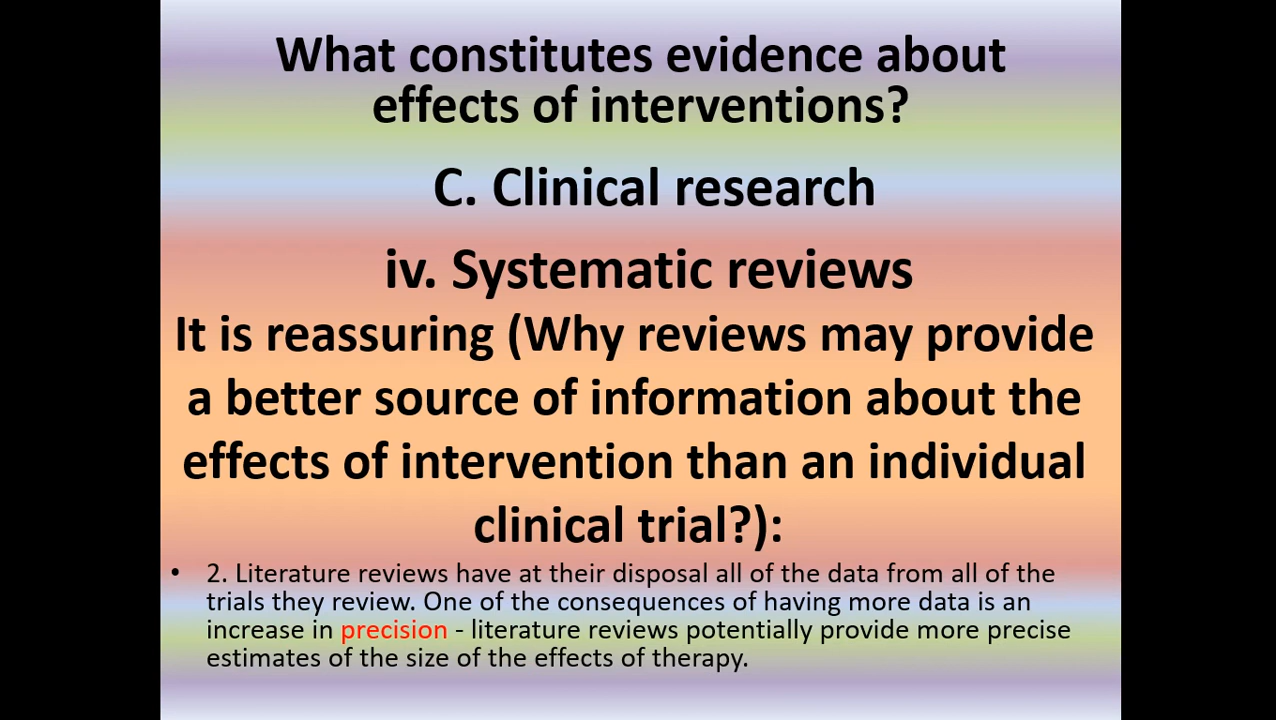 What constitutes evidence about
effects of interventions?
C. Clinical research
iv. Systematic reviews
It is reassuring (Why reviews may provide
a better source of information about the
effects of intervention than an individual
clinical trial?):
• 2. Literature reviews have at their disposal all of the data from all of the
trials they review. One of the consequences of having more data is an
increase in precision - literature reviews potentially provide more precise
estimates of the size of the effects of therapy.